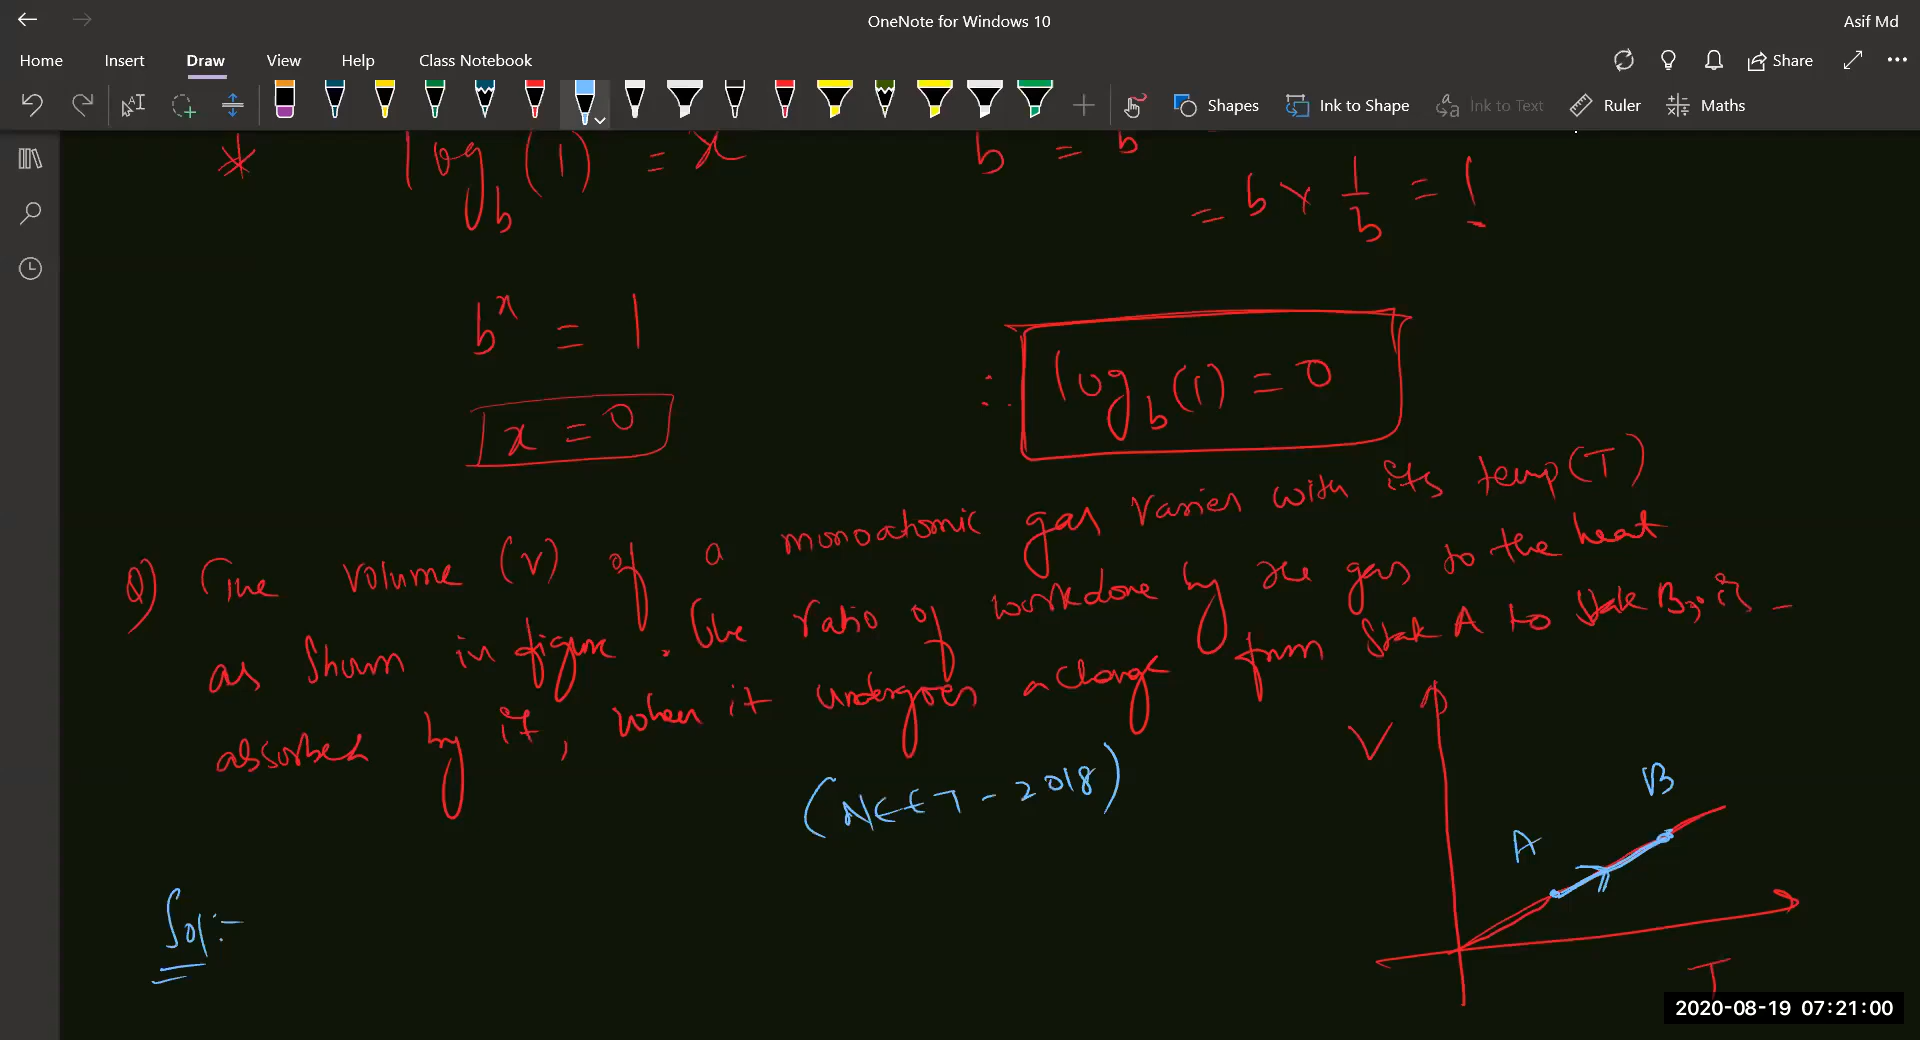 OneNote for Windows 10
Asif Md
Home Insert Draw View Help Class Notebook
Share
Shapes Ink to Shape Ink to Text Ruler Maths
* log_b (1) = x
b = b
= b × 1/b = 1
b^x = 1
x = 0
∴ log_b (1) = 0
Q) The volume (V) of a monoatomic gas varies with its temp (T)
as shown in figure. The ratio of workdone by the gas to the heat
absorbed by it, when it undergoes a change from state A to state B, is -
(NEET - 2018)
V
B
A
T
Sol :-
2020-08-19 07:21:00